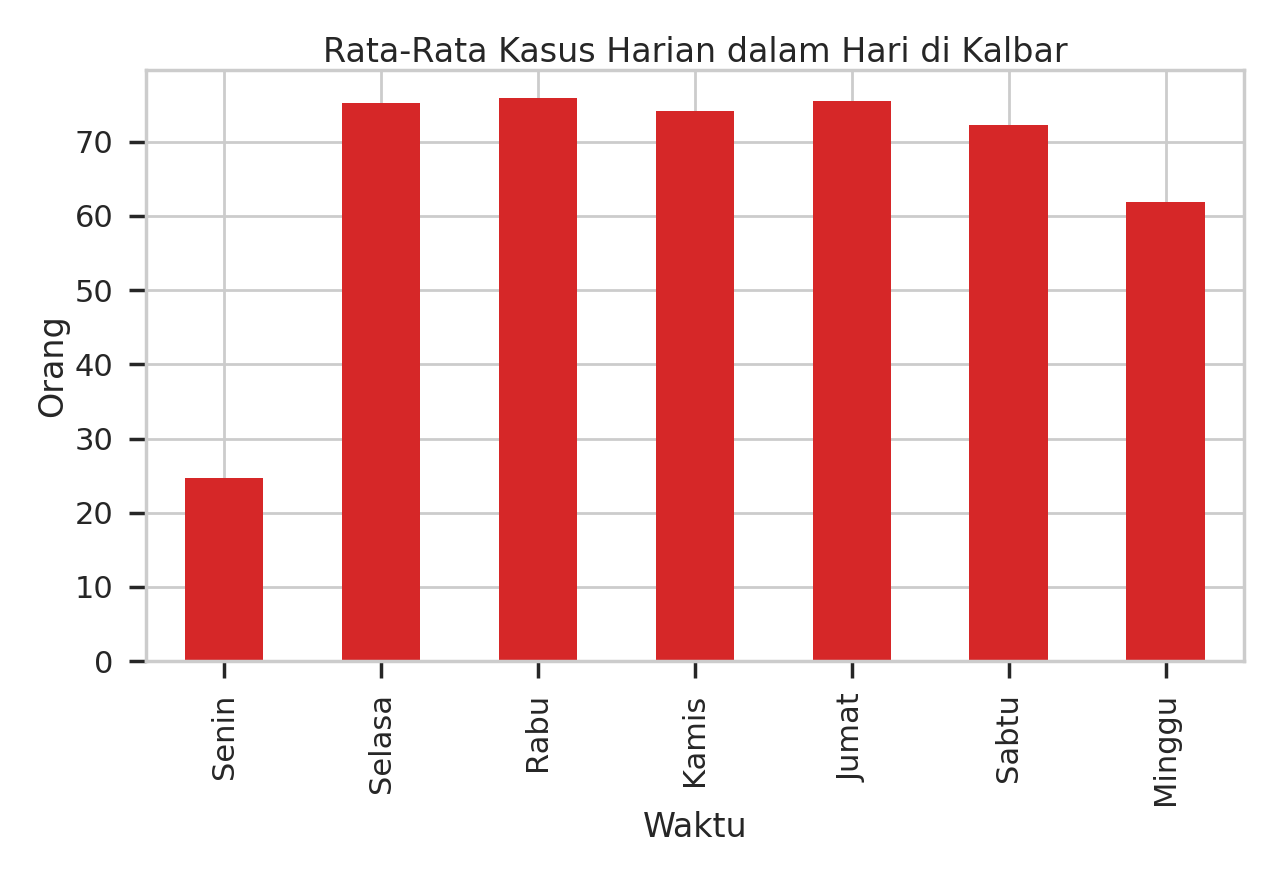 Rata-Rata Kasus Harian dalam Hari di Kalbar
Orang
70
60
50
40
30
20
10
0
Senin
Selasa
Rabu
Kamis
Jumat
Sabtu
Minggu
Waktu